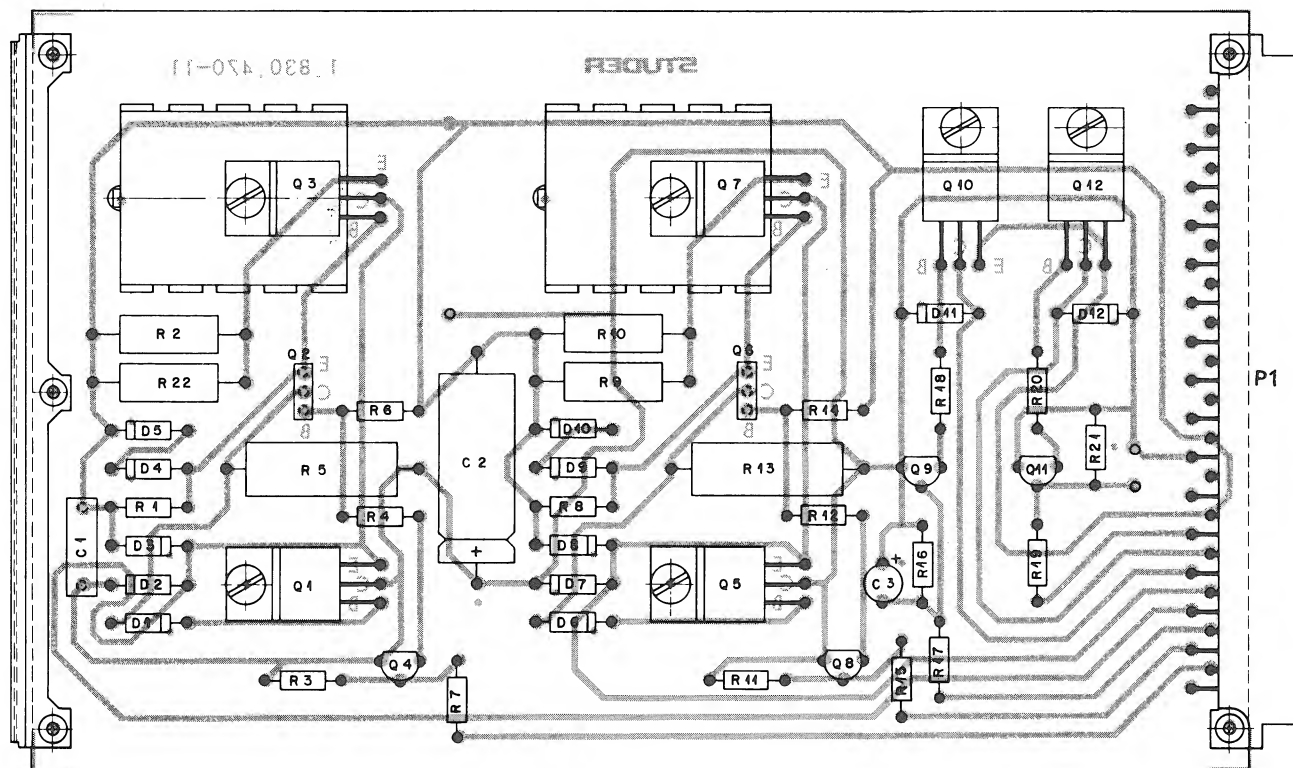 1.830.470-11
STUDER
Q3
E
C
B
Q7
E
C
B
Q10
Q12
B
C
E
B
C
E
R2
R10
D11
D12
Q6
R22
R9
E
C
B
E
C
B
R18
R20
P1
R6
R14
D5
D10
R21
D4
R5
C2
D9
R13
Q9
Q11
R1
R4
R8
R12
C1
D3
D8
R16
R19
D2
Q1
E
C
B
+
D7
Q5
E
C
B
+
C3
D1
D6
Q4
Q8
R17
R3
R7
R11
R15